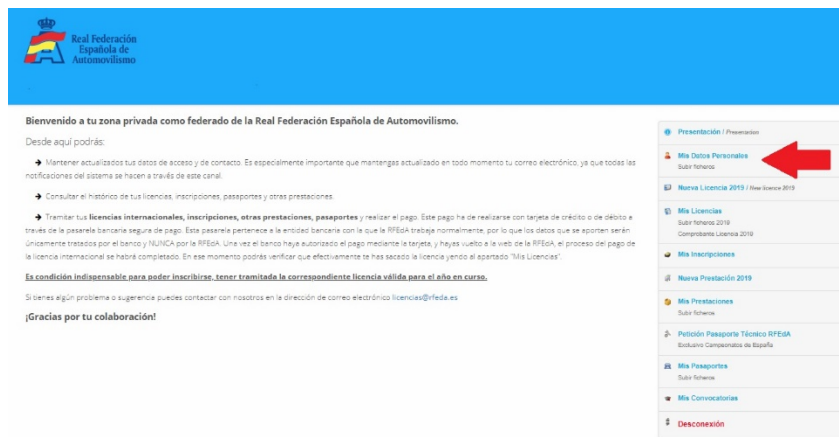 Real Federación
Española de
Automovilismo
Bienvenido a tu zona privada como federado de la Real Federación Española de Automovilismo.
Desde aquí podrás:
➔ Mantener actualizados tus datos de acceso y de contacto. Es especialmente importante que mantengas actualizado en todo momento tu correo electrónico, ya que todas las
notificaciones del sistema se hacen a través de este canal.
➔ Consultar el histórico de tus licencias, inscripciones, pasaportes y otras prestaciones.
➔ Tramitar tus licencias internacionales, inscripciones, otras prestaciones, pasaportes y realizar el pago. Este pago ha de realizarse con tarjeta de crédito o de débito a
través de la pasarela bancaria segura de pago. Esta pasarela pertenece a la entidad bancaria con la que la RFEdA trabaja normalmente, por lo que los datos que se aporten serán
únicamente tratados por el banco y NUNCA por la RFEdA. Una vez el banco haya autorizado el pago mediante la tarjeta, y hayas vuelto a la web de la RFEdA, el proceso del pago de
la licencia internacional se habrá completado. En ese momento podrás verificar que efectivamente te has sacado la licencia yendo al apartado "Mis Licencias".
Es condición indispensable para poder inscribirse, tener tramitada la correspondiente licencia válida para el año en curso.
Si tienes algún problema o sugerencia puedes contactar con nosotros en la dirección de correo electrónico licencias@rfeda.es
¡Gracias por tu colaboración!
Presentación / Presentation
Mis Datos Personales
Subir ficheros
Nueva Licencia 2019 / New licence 2019
Mis Licencias
Subir ficheros 2019
Comprobante Licencia 2019
Mis Inscripciones
Nueva Prestación 2019
Mis Prestaciones
Subir ficheros
Petición Pasaporte Técnico RFEdA
Exclusivo Campeonatos de España
Mis Pasaportes
Subir ficheros
Mis Convocatorias
Desconexión